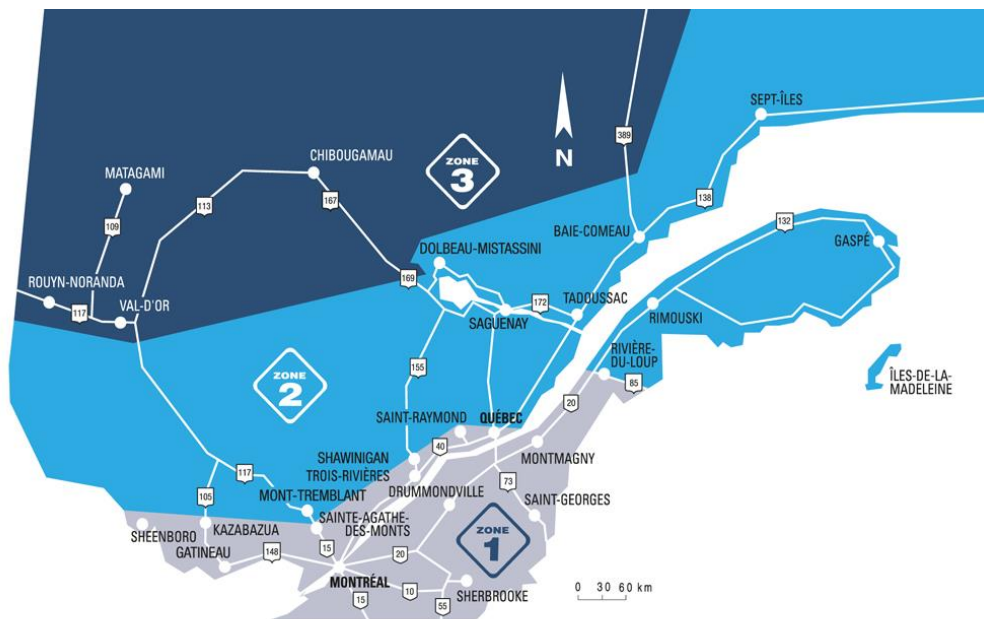 SEPT-ÎLES
389
N
CHIBOUGAMAU
ZONE
3
MATAGAMI
167
138
113
109
132
BAIE-COMEAU
GASPÉ
DOLBEAU-MISTASSINI
169
ROUYN-NORANDA
117
VAL-D'OR
172
TADOUSSAC
SAGUENAY
RIMOUSKI
RIVIÈRE-
DU-LOUP
155
85
ÎLES-DE-LA-
MADELEINE
ZONE
2
20
SAINT-RAYMOND
QUÉBEC
40
SHAWINIGAN
MONTMAGNY
TROIS-RIVIÈRES
117
73
DRUMMONDVILLE
105
MONT-TREMBLANT
SAINT-GEORGES
SHEENBORO
KAZABAZUA
SAINTE-AGATHE-
DES-MONTS
ZONE
1
GATINEAU
148
15
20
MONTRÉAL
10
SHERBROOKE
0 30 60 km
15
55